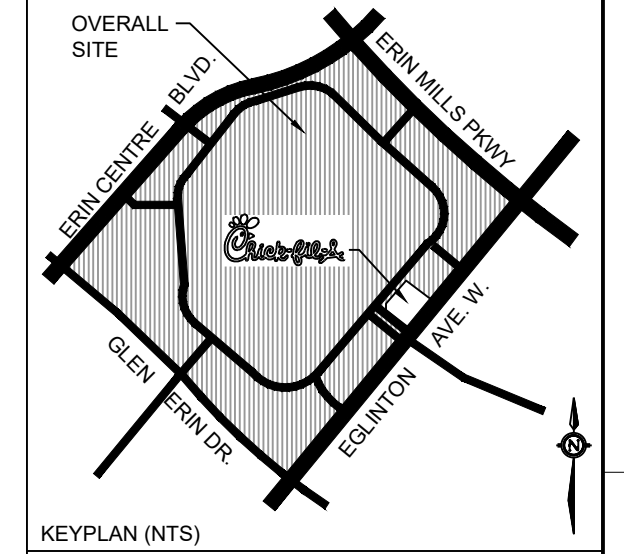 OVERALL
SITE
ERIN CENTRE BLVD.
ERIN MILLS PKWY
Chick-fil-A
GLEN ERIN DR.
EGLINTON AVE. W.
N
KEYPLAN (NTS)